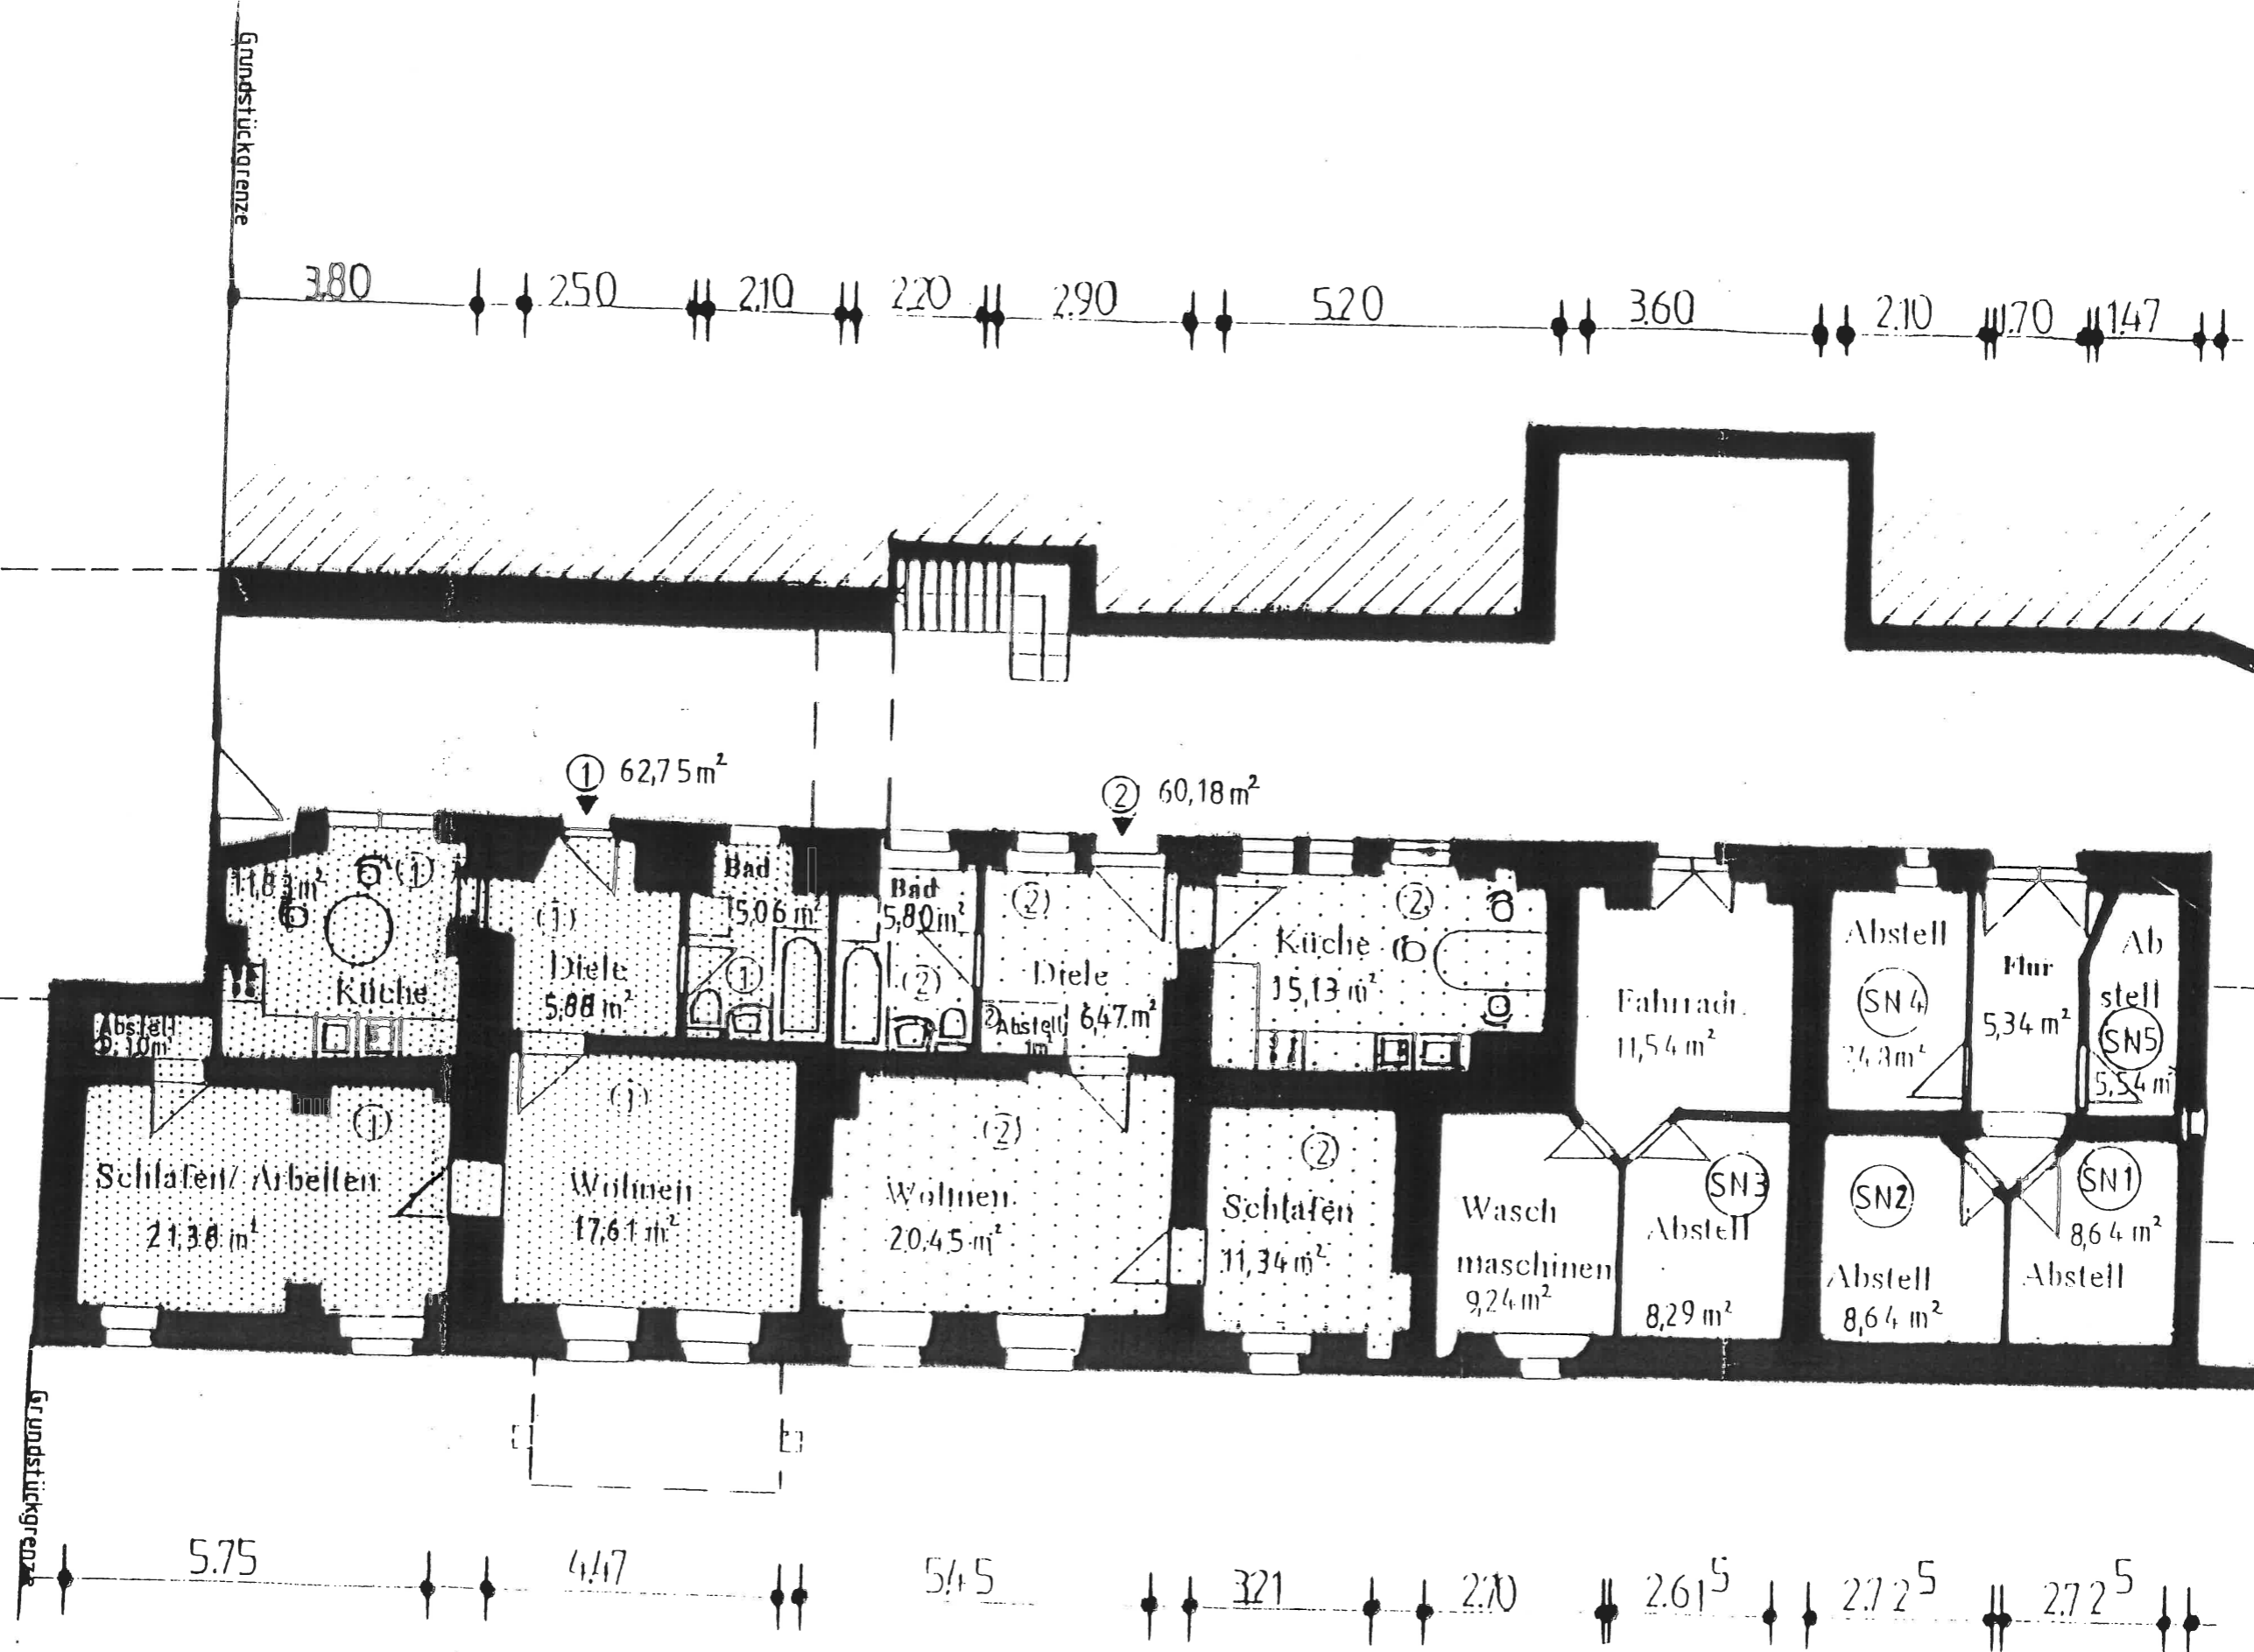 Grundstückgrenze
3.80
2.50
2.10
2.20
2.90
5.20
3.60
2.10
1.70
1.47
1 62,75 m²
2 60,18 m²
11,83 m²
(1)
Küche
Abstell
(1)
Diele
5,88 m²
Bad
5,06 m²
1
Bad
5,80 m²
(2)
(2)
Diele
6,47 m²
2 Abstell
1m²
(2)
Küche
15,13 m²
Fahrradr.
11,54 m²
Abstell
SN4
Flur
5,34 m²
Ab
stell
SN5
5,54 m²
1
Schlafen/Arbeiten
21,38 m²
(1)
Wohnen
17,61 m²
(2)
Wohnen
20,45 m²
2
Schlafen
11,34 m²
Wasch
maschinen
9,24 m²
SN3
Abstell
8,29 m²
SN2
Abstell
8,64 m²
SN1
8,64 m²
Abstell
Grundstückgrenze
5.75
4.47
5.45
3.21
2.70
2.61⁵
2.72⁵
2.72⁵